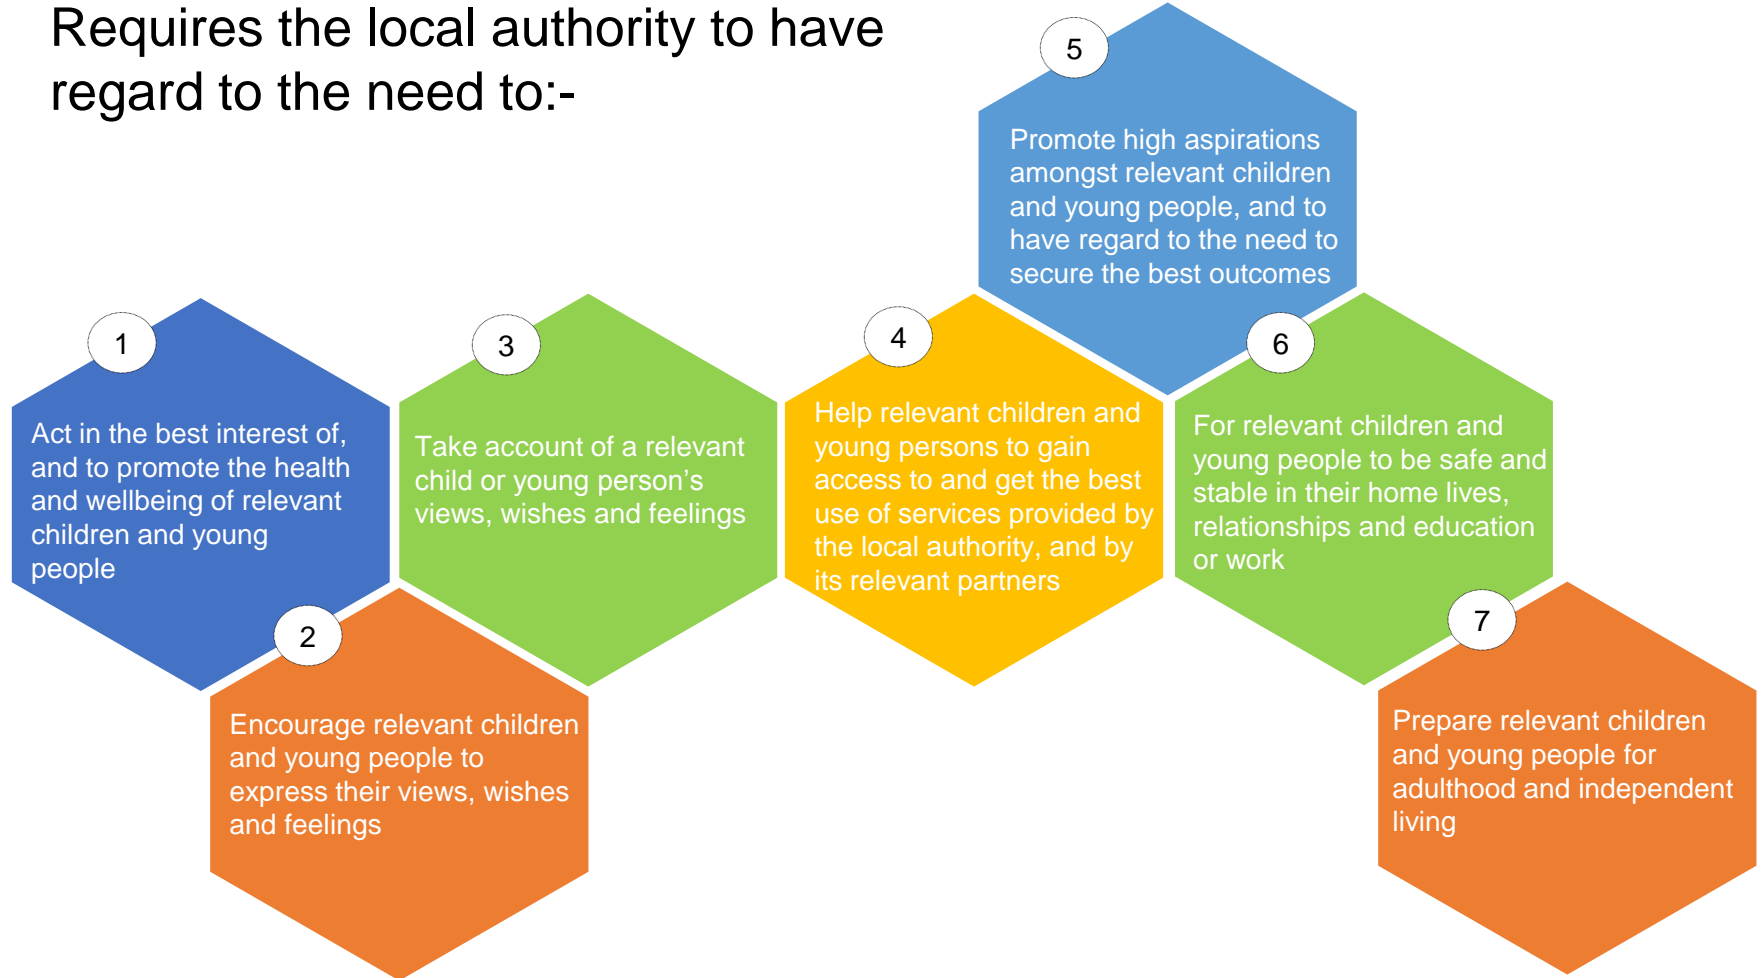 Requires the local authority to have
regard to the need to:-
1
Act in the best interest of,
and to promote the health
and wellbeing of relevant
children and young
people
2
Encourage relevant children
and young people to
express their views, wishes
and feelings
3
Take account of a relevant
child or young person’s
views, wishes and feelings
4
Help relevant children and
young persons to gain
access to and get the best
use of services provided by
the local authority, and by
its relevant partners
5
Promote high aspirations
amongst relevant children
and young people, and to
have regard to the need to
secure the best outcomes
6
For relevant children and
young people to be safe and
stable in their home lives,
relationships and education
or work
7
Prepare relevant children
and young people for
adulthood and independent
living